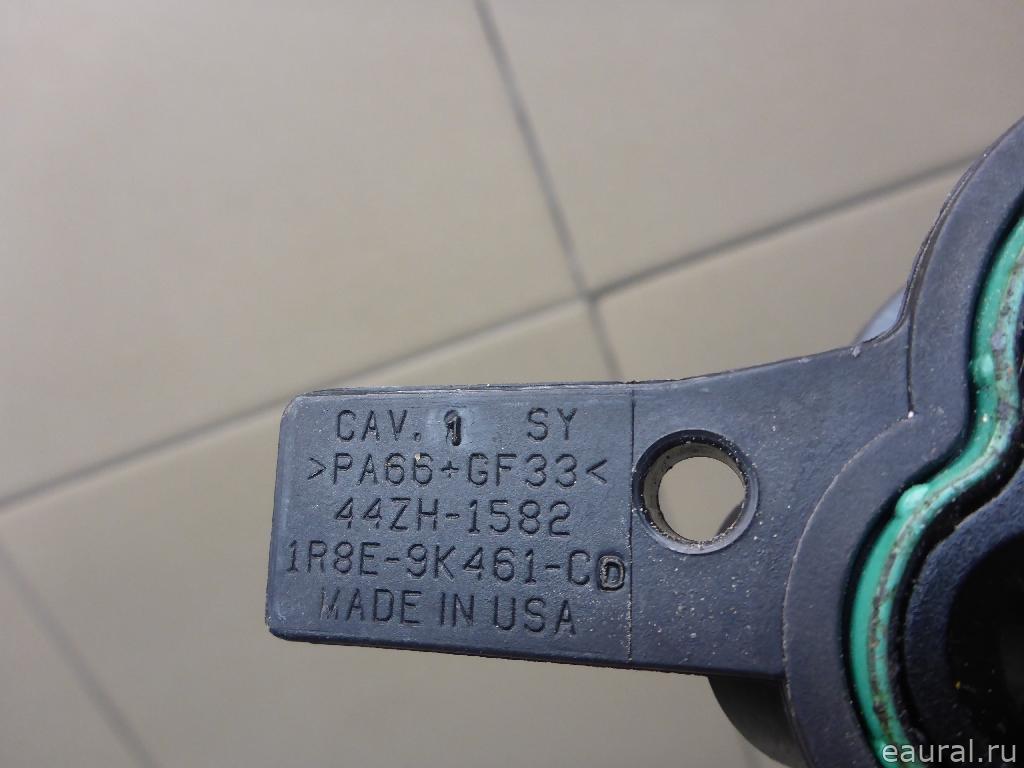 CAV. 1 SY
>PA66+GF33<
44ZH-1582
1R8E-9K461-CD
MADE IN USA
eaural.ru